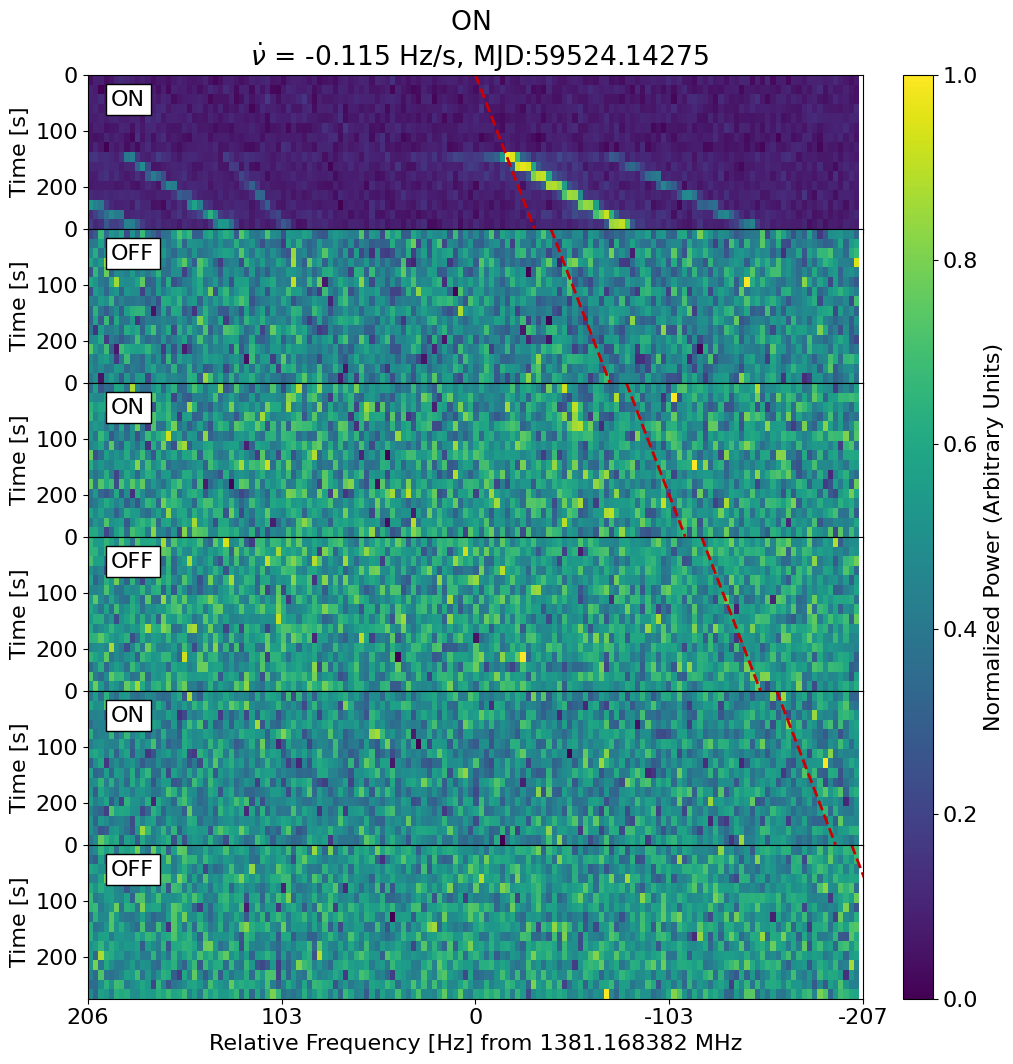 ON
ν̇ = -0.115 Hz/s, MJD:59524.14275
0
ON
100
Time [s]
200
0
OFF
100
Time [s]
200
0
ON
100
Time [s]
200
0
OFF
100
Time [s]
200
0
ON
100
Time [s]
200
0
OFF
100
Time [s]
200
206 103 0 -103 -207
Relative Frequency [Hz] from 1381.168382 MHz
1.0
0.8
0.6
0.4
0.2
0.0
Normalized Power (Arbitrary Units)